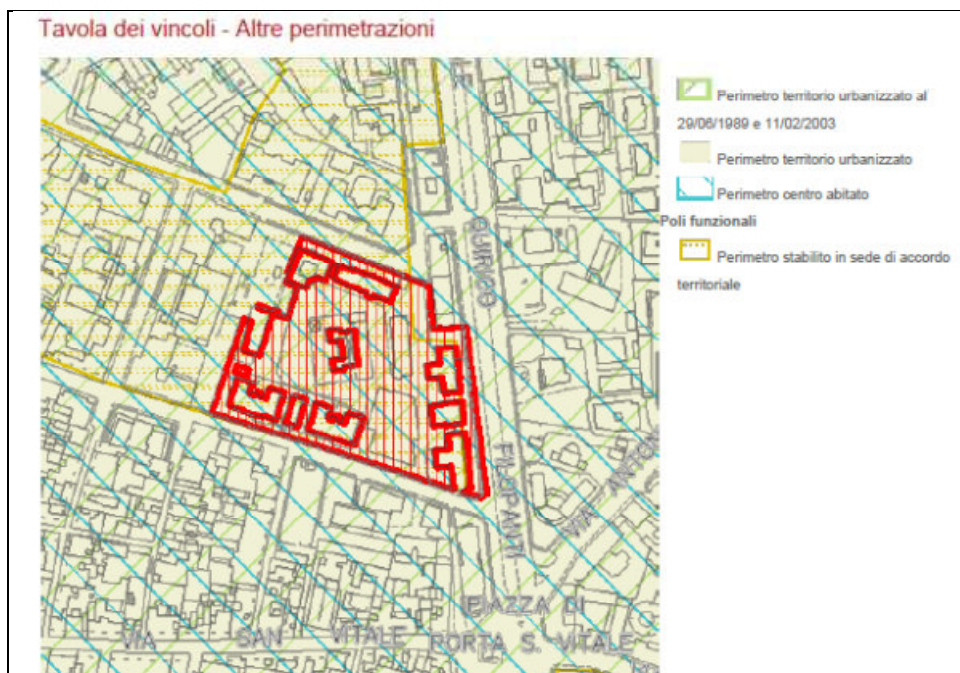 Tavola dei vincoli - Altre perimetrazioni
Perimetro territorio urbanizzato al
29/06/1989 e 11/02/2003
Perimetro territorio urbanizzato
Perimetro centro abitato
Poli funzionali
Perimetro stabilito in sede di accordo
territoriale
QUIRICO
FILOPANTI
VIA
PIAZZA DI
PORTA S. VITALE
VIA SAN VITALE